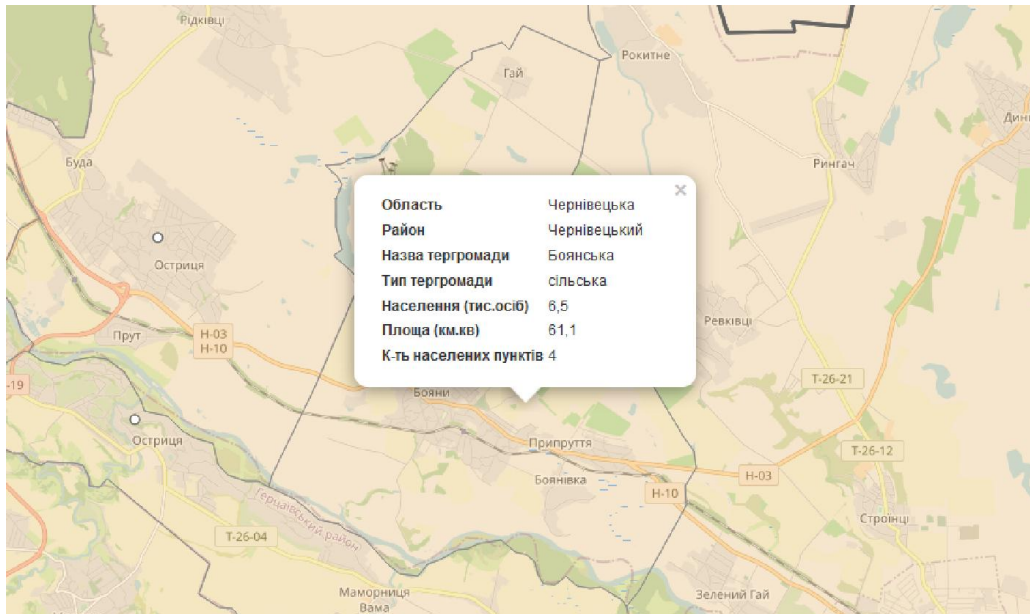 Рідківці
Гай
Рокитне
Буда
Рингач
Остриця
Прут
Н-03
Н-10
×
Область Чернівецька
Район Чернівецький
Назва тергромади Боянська
Тип тергромади сільська
Населення (тис.осіб) 6,5
Площа (км.кв) 61,1
К-ть населених пунктів 4
Ревківці
Т-26-21
-19
Бояни
Остриця
Припруття
Т-26-12
Боянівка
Н-03
Н-10
Герцаївський район
Строїнці
Т-26-04
Маморниця
Вама
Зелений Гай